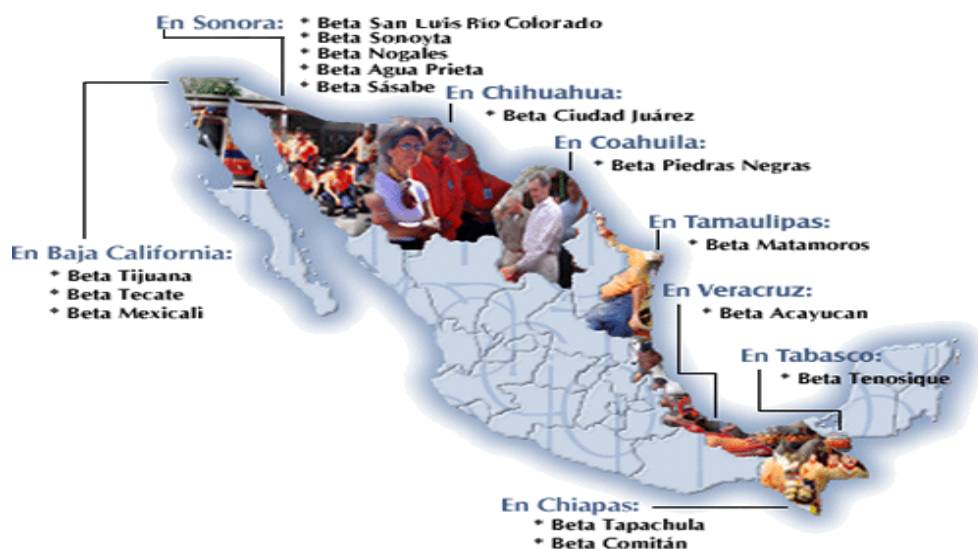 En Sonora:
* Beta San Luis Río Colorado
* Beta Sonoyta
* Beta Nogales
* Beta Agua Prieta
* Beta Sásabe
En Chihuahua:
* Beta Ciudad Juárez
En Coahuila:
* Beta Piedras Negras
En Tamaulipas:
* Beta Matamoros
En Baja California:
* Beta Tijuana
* Beta Tecate
* Beta Mexicali
En Veracruz:
* Beta Acayucan
En Tabasco:
* Beta Tenosique
En Chiapas:
* Beta Tapachula
* Beta Comitán